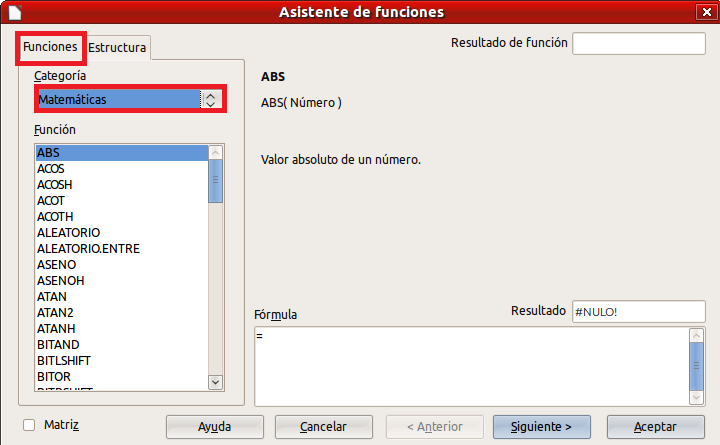 Asistente de funciones
Funciones
Estructura
Resultado de función
Categoría
Matemáticas
Función
ABS
ACOS
ACOSH
ACOT
ACOTH
ALEATORIO
ALEATORIO.ENTRE
ASENO
ASENOH
ATAN
ATAN2
ATANH
BITAND
BITLSHIFT
BITOR
ABS
ABS( Número )
Valor absoluto de un número.
Fórmula
Resultado
#NULO!
=
Matriz
Ayuda
Cancelar
< Anterior
Siguiente >
Aceptar